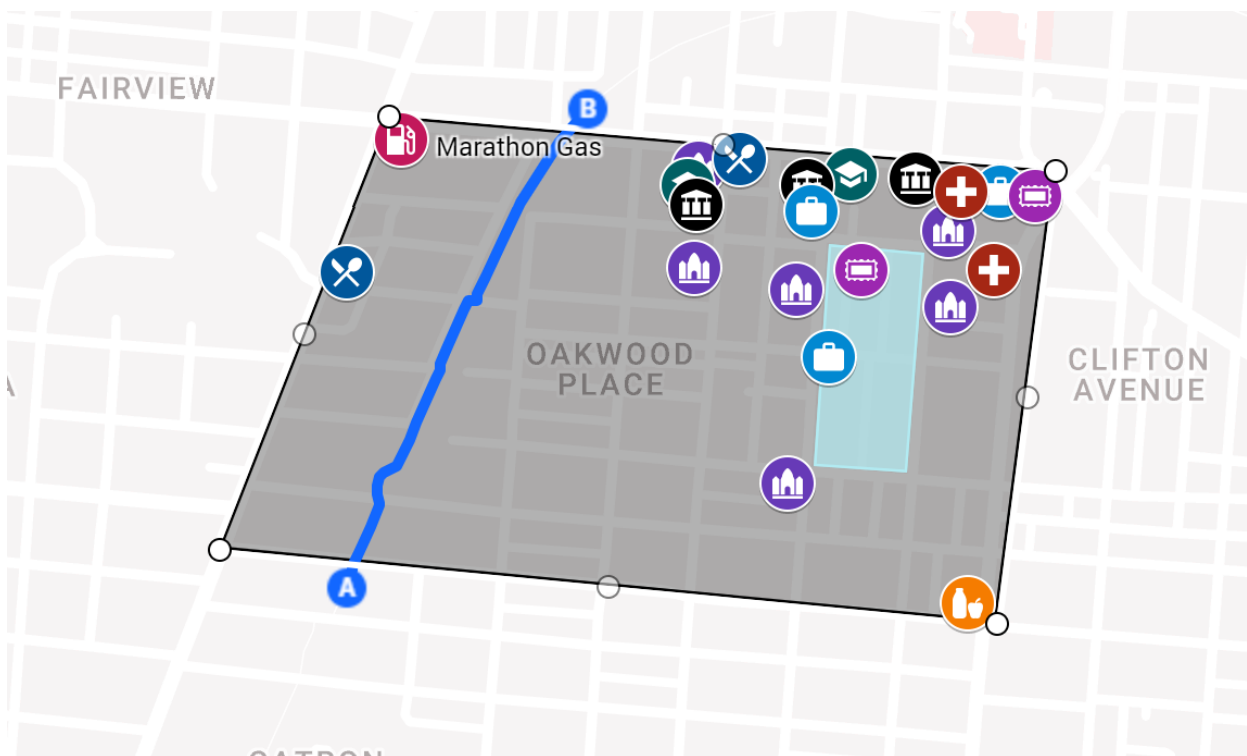 FAIRVIEW
B
Marathon Gas
OAKWOOD
PLACE
CLIFTON
AVENUE
A
A